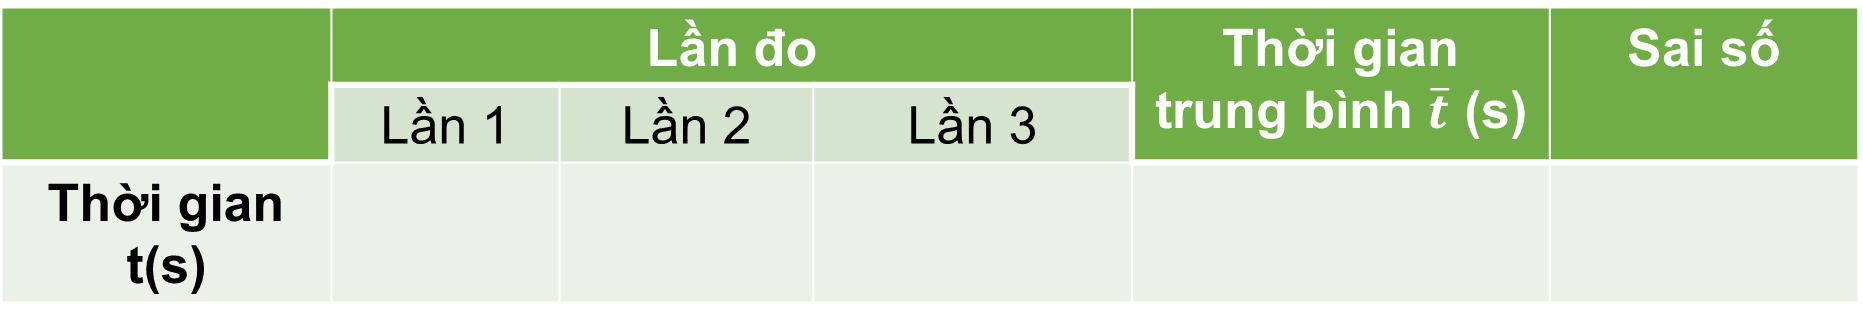 Lần đo
Thời gian
trung bình t̄ (s)
Sai số
Lần 1
Lần 2
Lần 3
Thời gian
t(s)